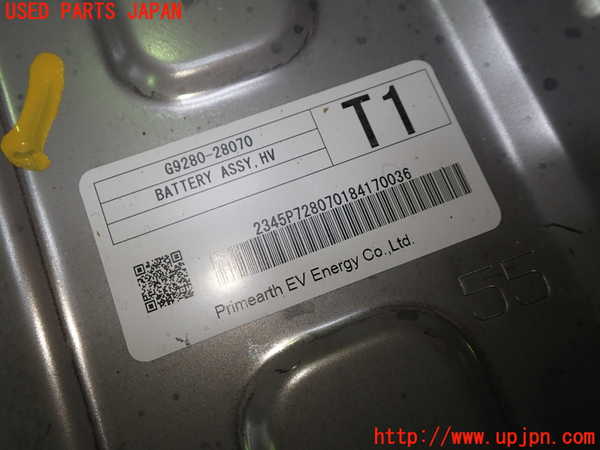 USED PARTS JAPAN
G9280-28070
T1
BATTERY ASSY, HV
2345P728070184170036
Primearth EV Energy Co.,Ltd.
55
http://www.upjpn.com